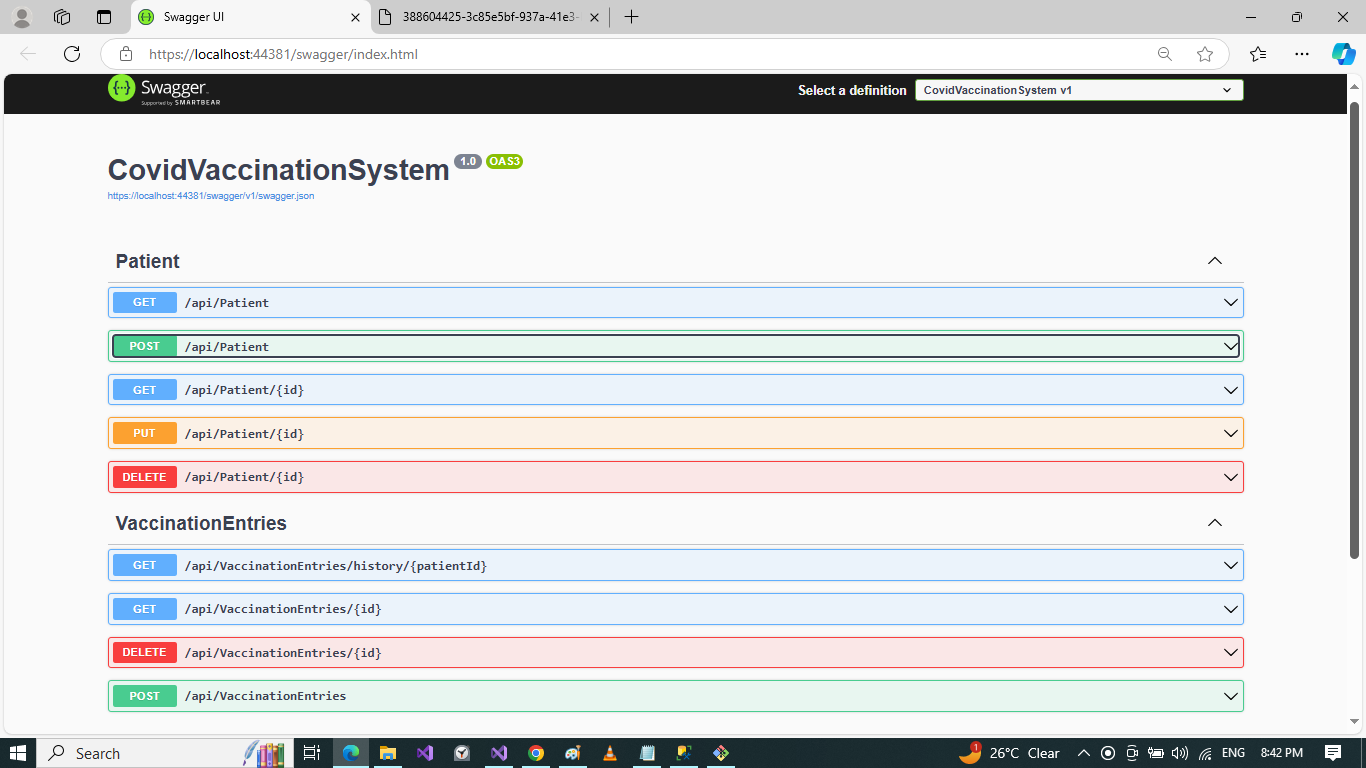 Swagger UI
388604425-3c85e5bf-937a-41e3-
https://localhost:44381/swagger/index.html
Swagger.
Supported by SMARTBEAR
Select a definition
CovidVaccinationSystem v1
CovidVaccinationSystem 1.0 OAS3
https://localhost:44381/swagger/v1/swagger.json
Patient
GET /api/Patient
POST /api/Patient
GET /api/Patient/{id}
PUT /api/Patient/{id}
DELETE /api/Patient/{id}
VaccinationEntries
GET /api/VaccinationEntries/history/{patientId}
GET /api/VaccinationEntries/{id}
DELETE /api/VaccinationEntries/{id}
POST /api/VaccinationEntries
Search
1
26°C Clear
ENG
8:42 PM